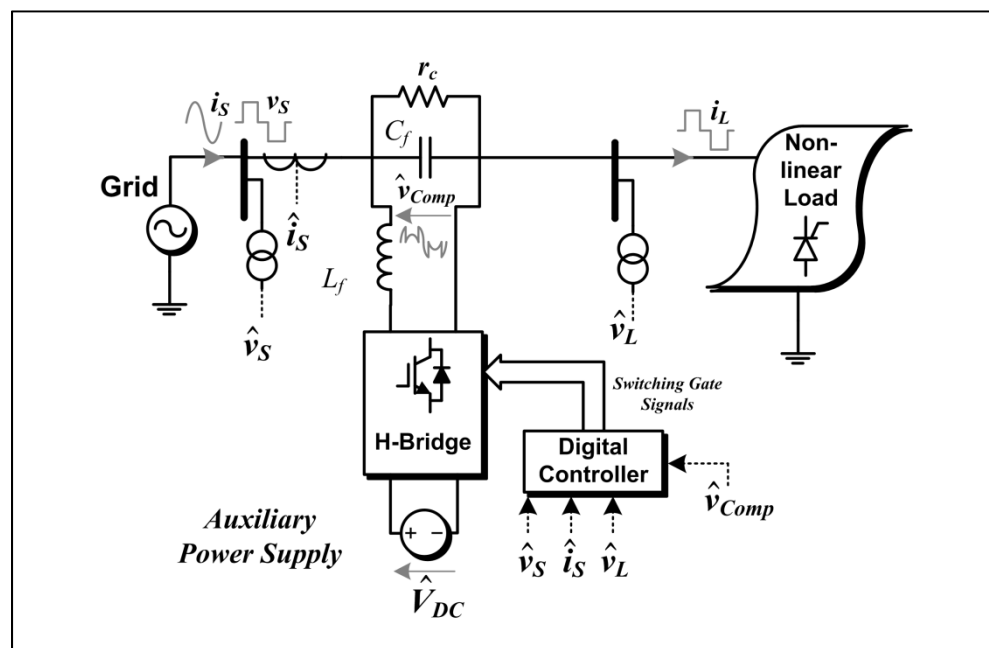 r_c
i_S
v_S
C_f
i_L
Non-
linear
Load
Grid
v̂_Comp
î_S
L_f
v̂_S
v̂_L
Switching Gate
Signals
H-Bridge
Digital
Controller
v̂_Comp
Auxiliary
Power Supply
+ −
v̂_S
î_S
v̂_L
V̂_DC